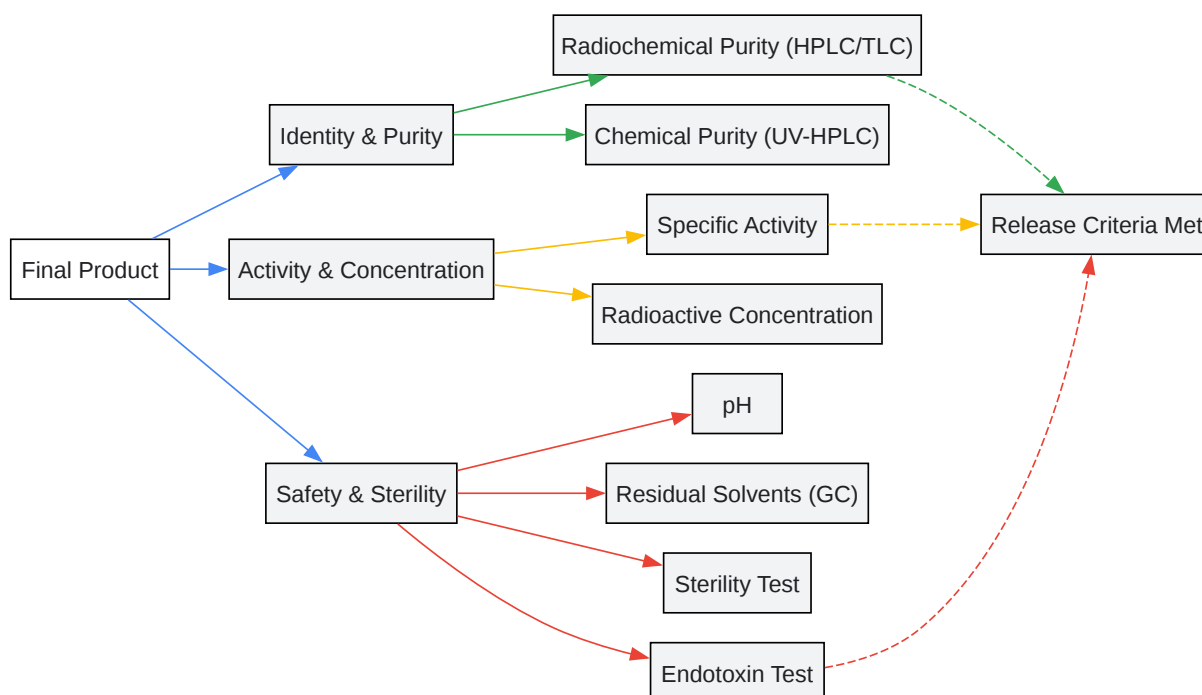 Radiochemical Purity (HPLC/TLC)
Identity & Purity
Chemical Purity (UV-HPLC)
Specific Activity
Release Criteria Met
Final Product
Activity & Concentration
Radioactive Concentration
pH
Safety & Sterility
Residual Solvents (GC)
Sterility Test
Endotoxin Test